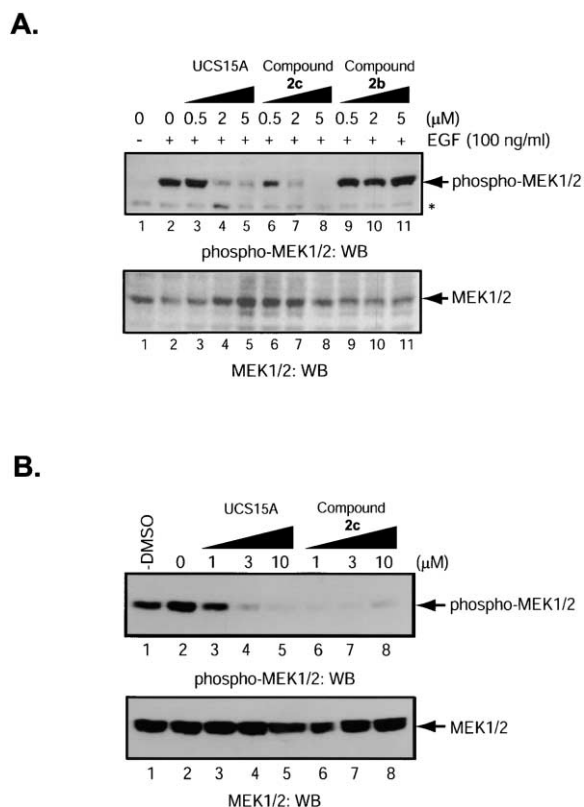 A.
UCS15A Compound 2c Compound 2b
0 0 0.5 2 5 0.5 2 5 0.5 2 5 (μM)
- + + + + + + + + + + EGF (100 ng/ml)
phospho-MEK1/2
*
1 2 3 4 5 6 7 8 9 10 11
phospho-MEK1/2: WB
MEK1/2
1 2 3 4 5 6 7 8 9 10 11
MEK1/2: WB
B.
-DMSO
UCS15A Compound 2c
0 1 3 10 1 3 10 (μM)
phospho-MEK1/2
1 2 3 4 5 6 7 8
phospho-MEK1/2: WB
MEK1/2
1 2 3 4 5 6 7 8
MEK1/2: WB